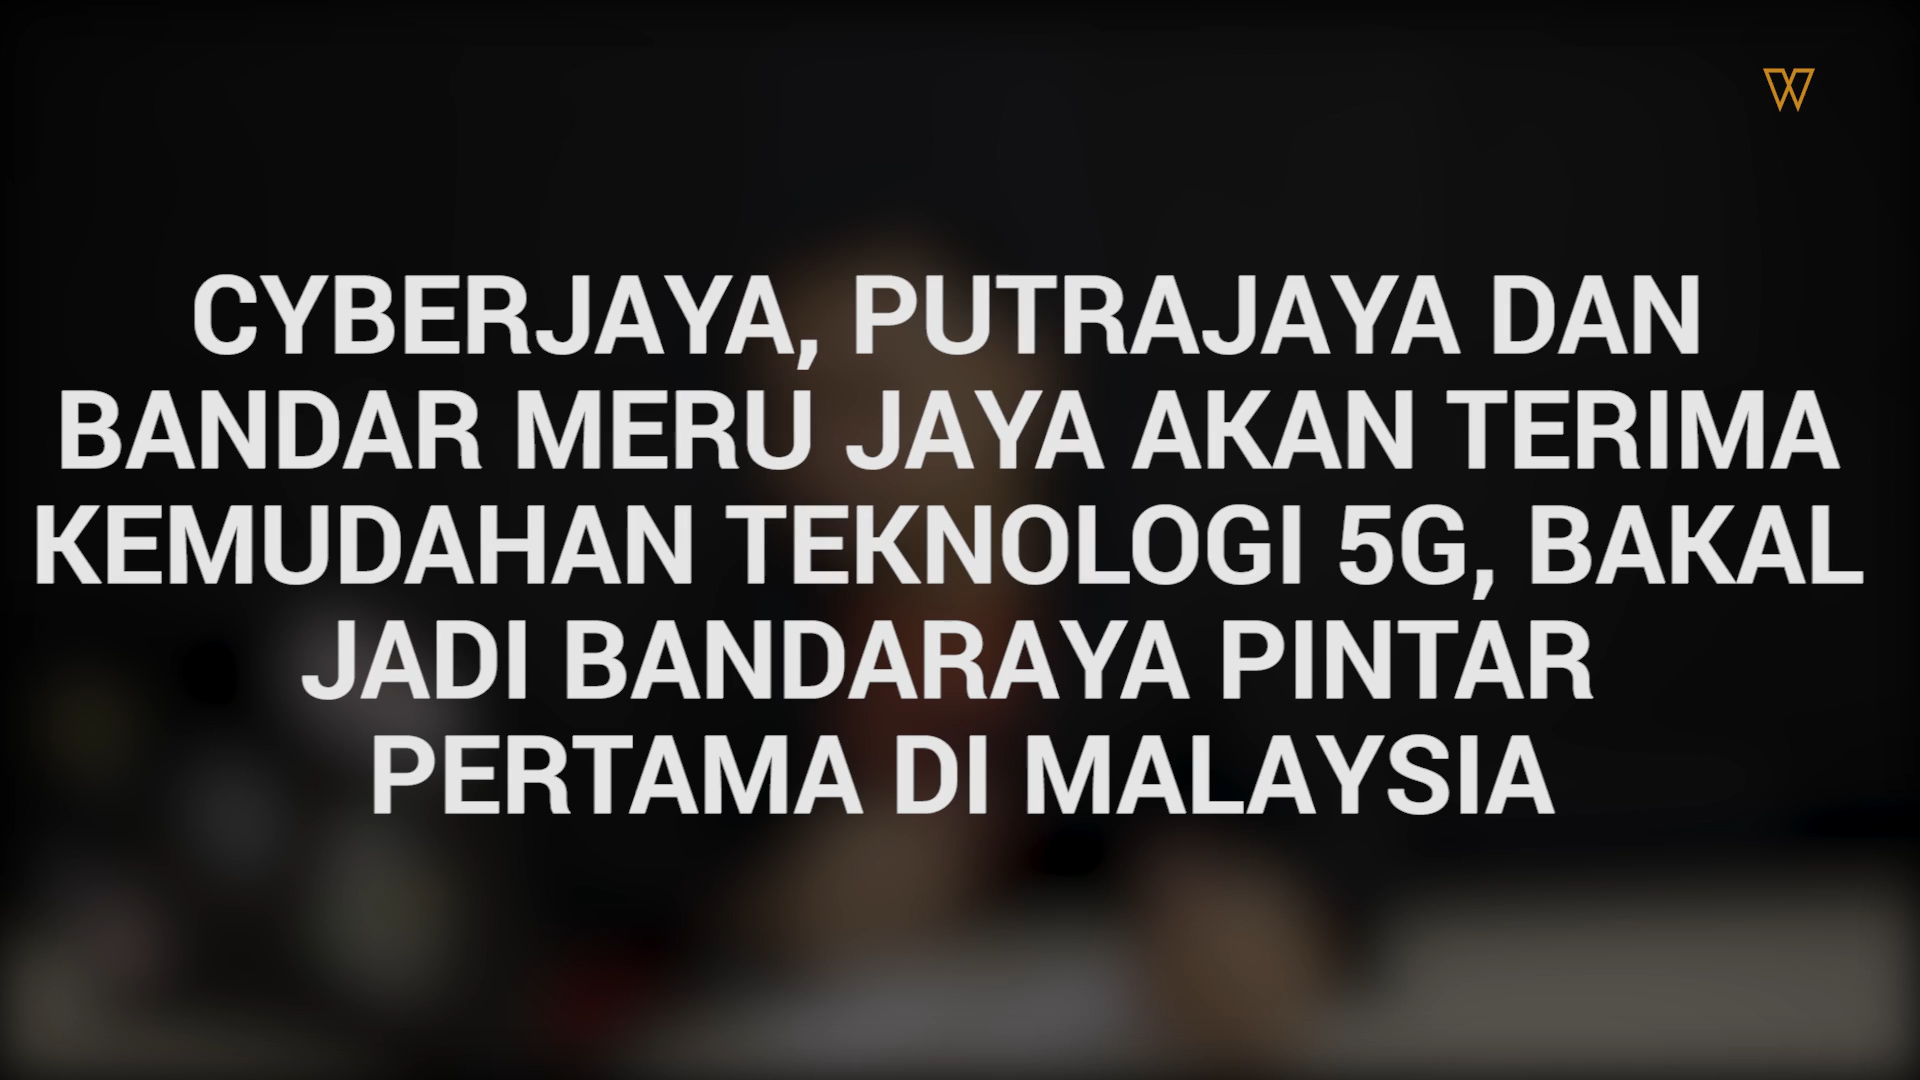 CYBERJAYA, PUTRAJAYA DAN
BANDAR MERU JAYA AKAN TERIMA
KEMUDAHAN TEKNOLOGI 5G, BAKAL
JADI BANDARAYA PINTAR
PERTAMA DI MALAYSIA